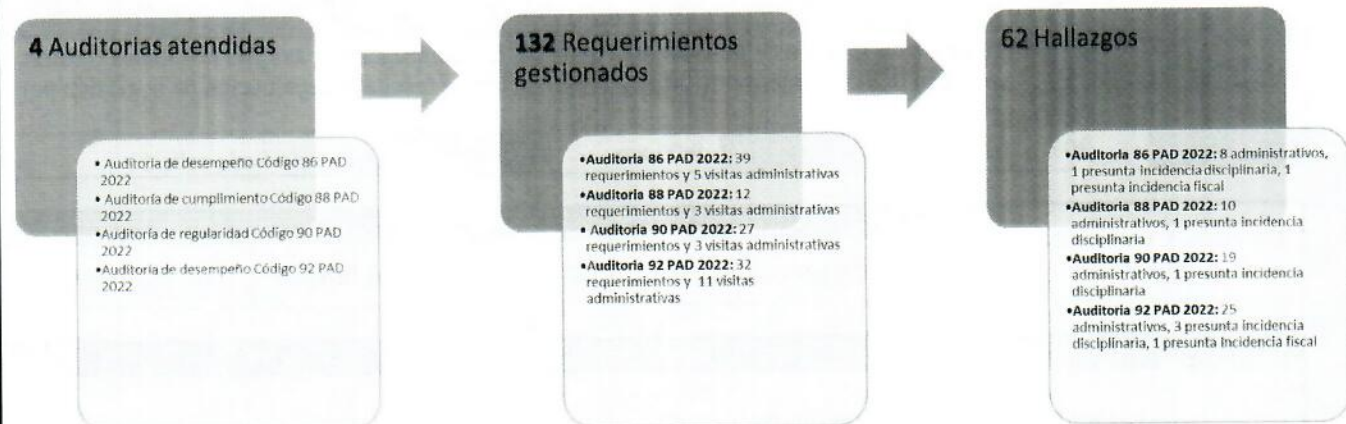 4 Auditorias atendidas
• Auditoria de desempeño Código 86 PAD
2022
• Auditoría de cumplimiento Código 88 PAD
2022
•Auditoría de regularidad Código 90 PAD
2022
•Auditoria de desempeño Código 92 PAD
2022
132 Requerimientos
gestionados
•Auditoria 86 PAD 2022: 39
requerimientos y 5 visitas administrativas
•Auditoria 88 PAD 2022: 12
requerimientos y 3 visitas administrativas
• Auditoria 90 PAD 2022: 27
requerimientos y 3 visitas administrativas
•Auditoria 92 PAD 2022: 32
requerimientos y 11 visitas
administrativas
62 Hallazgos
•Auditoria 86 PAD 2022: 8 administrativos,
1 presunta incidencia disciplinaria, 1
presunta incidencia fiscal
•Auditoria 88 PAD 2022: 10
administrativos, 1 presunta incidencia
disciplinaria
•Auditoria 90 PAD 2022: 19
administrativos, 1 presunta incidencia
disciplinaria
•Auditoria 92 PAD 2022: 25
administrativos, 3 presunta incidencia
disciplinaria, 1 presunta Incidencia fiscal